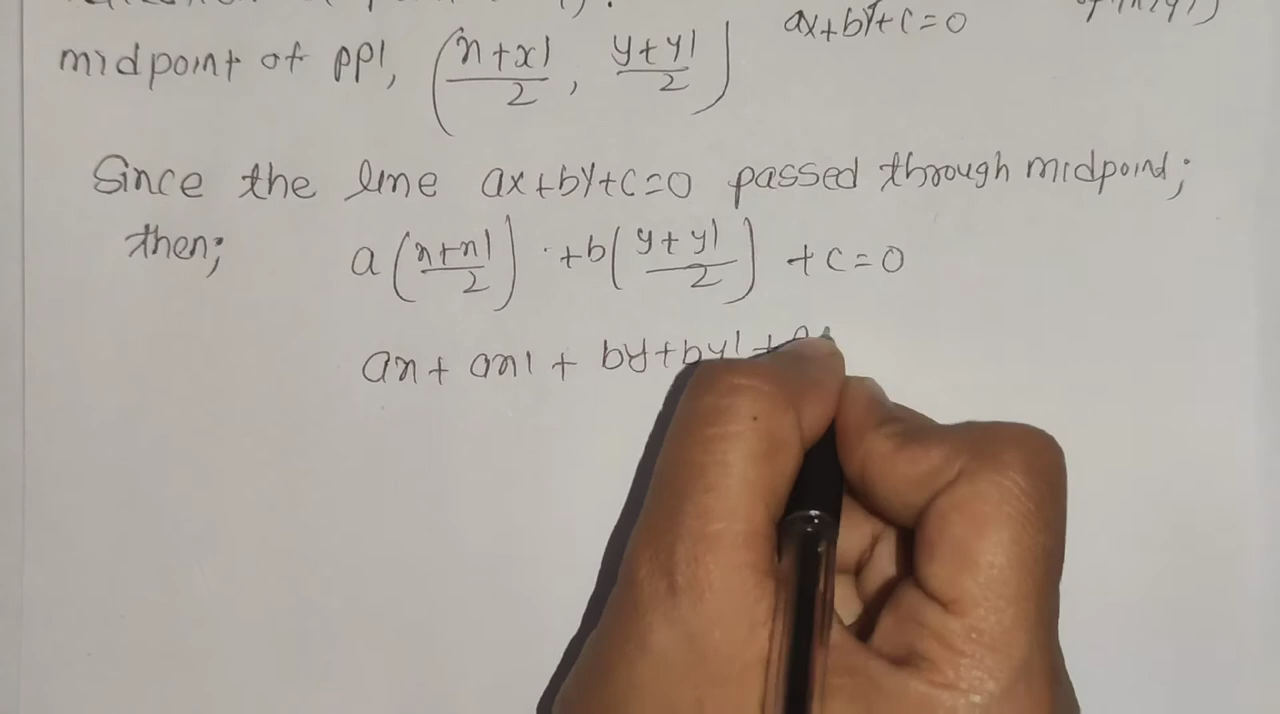 ax+by+c=0
midpoint of PP', (x+x'/2, y+y'/2)
Since the line ax+by+c=0 passed through midpoint;
then; a(x+x'/2) +b(y+y'/2) +c=0
ax+ ax' + by+by' +